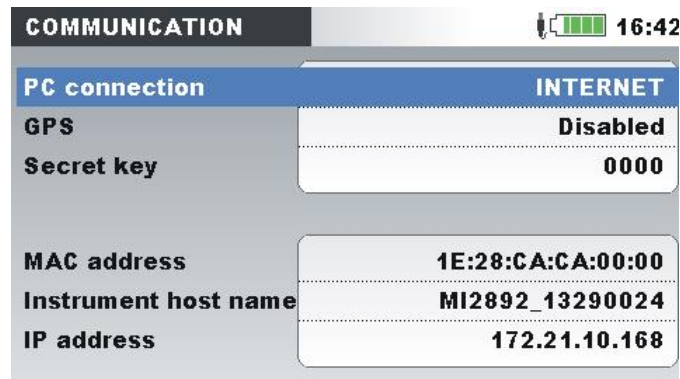 COMMUNICATION 16:42
PC connection INTERNET
GPS Disabled
Secret key 0000
MAC address 1E:28:CA:CA:00:00
Instrument host name MI2892_13290024
IP address 172.21.10.168